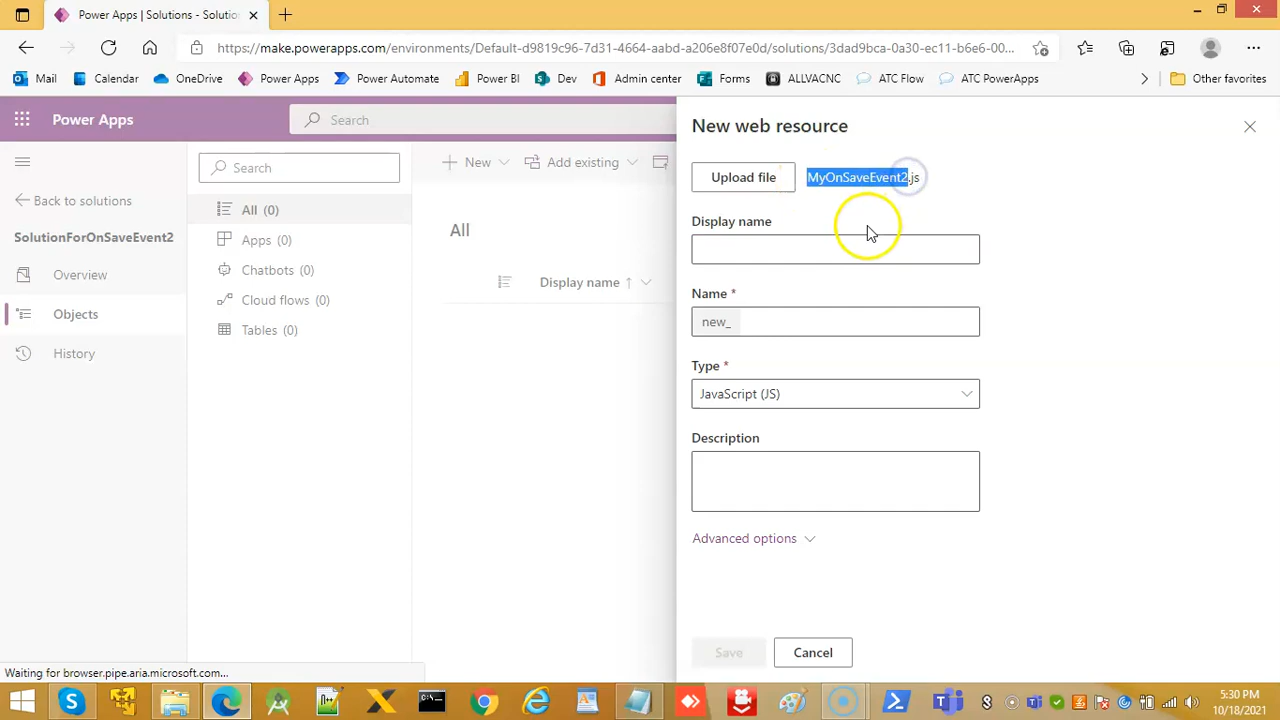 Power Apps | Solutions - Solutio
https://make.powerapps.com/environments/Default-d9819c96-7d31-4664-aabd-a206e8f07e0d/solutions/3dad9bca-0a30-ec11-b6e6-00...
Mail
Calendar
OneDrive
Power Apps
Power Automate
Power BI
Dev
Admin center
Forms
ALLVACNC
ATC Flow
ATC PowerApps
Other favorites
Power Apps
Search
Back to solutions
SolutionForOnSaveEvent2
Overview
Objects
History
Search
All (0)
Apps (0)
Chatbots (0)
Cloud flows (0)
Tables (0)
New
Add existing
All
Display name ↑
New web resource
Upload file
MyOnSaveEvent2.js
Display name
Name *
new_
Type *
JavaScript (JS)
Description
Advanced options
Save
Cancel
Waiting for browser.pipe.aria.microsoft.com...
5:30 PM
10/18/2021